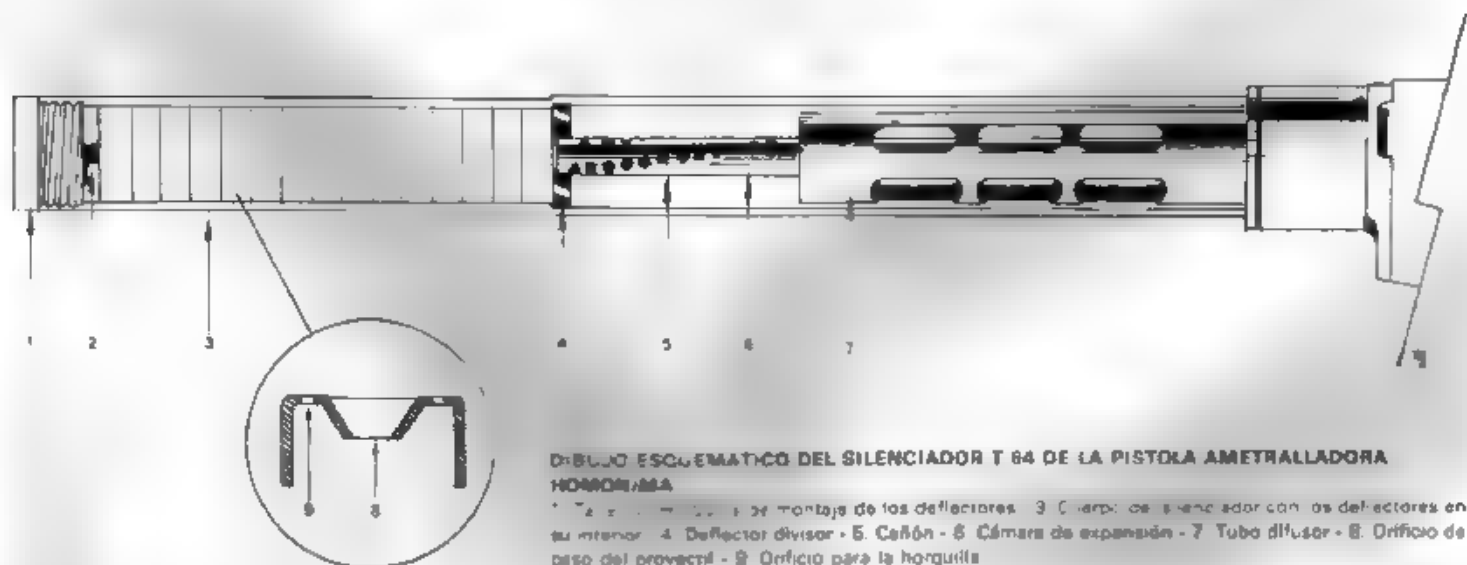 1 2 3 4 5 6 7
9 8
DIBUJO ESQUEMATICO DEL SILENCIADOR T 64 DE LA PISTOLA AMETRALLADORA
HOMONIMA
montaje de los deflectores 3 Cuerpo con los deflectores en
su interior 4 Deflector divisor - 5. Cañón - 6 Cámara de expansión - 7 Tubo difusor - 8. Orificio de
paso del proyectil - 9 Orificio para la horquilla